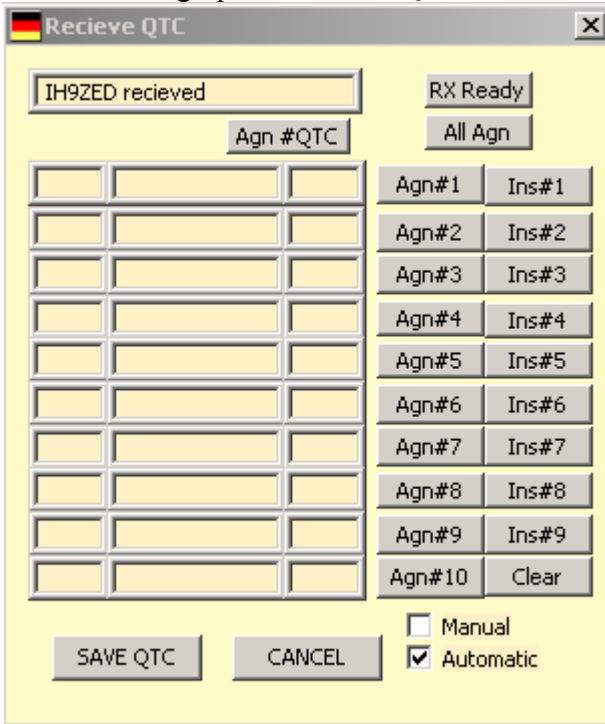 Recieve QTC
IH9ZED recieved
RX Ready
Agn #QTC
All Agn
Agn#1 Ins#1
Agn#2 Ins#2
Agn#3 Ins#3
Agn#4 Ins#4
Agn#5 Ins#5
Agn#6 Ins#6
Agn#7 Ins#7
Agn#8 Ins#8
Agn#9 Ins#9
Agn#10 Clear
Manual
SAVE QTC CANCEL Automatic